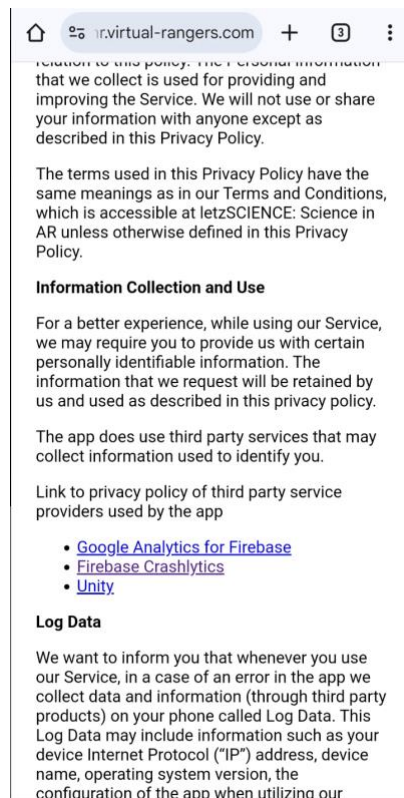 r.virtual-rangers.com
3
relation to this policy. The Personal Information
that we collect is used for providing and
improving the Service. We will not use or share
your information with anyone except as
described in this Privacy Policy.
The terms used in this Privacy Policy have the
same meanings as in our Terms and Conditions,
which is accessible at letzSCIENCE: Science in
AR unless otherwise defined in this Privacy
Policy.
Information Collection and Use
For a better experience, while using our Service,
we may require you to provide us with certain
personally identifiable information. The
information that we request will be retained by
us and used as described in this privacy policy.
The app does use third party services that may
collect information used to identify you.
Link to privacy policy of third party service
providers used by the app
• Google Analytics for Firebase
• Firebase Crashlytics
• Unity
Log Data
We want to inform you that whenever you use
our Service, in a case of an error in the app we
collect data and information (through third party
products) on your phone called Log Data. This
Log Data may include information such as your
device Internet Protocol (“IP”) address, device
name, operating system version, the
configuration of the app when utilizing our